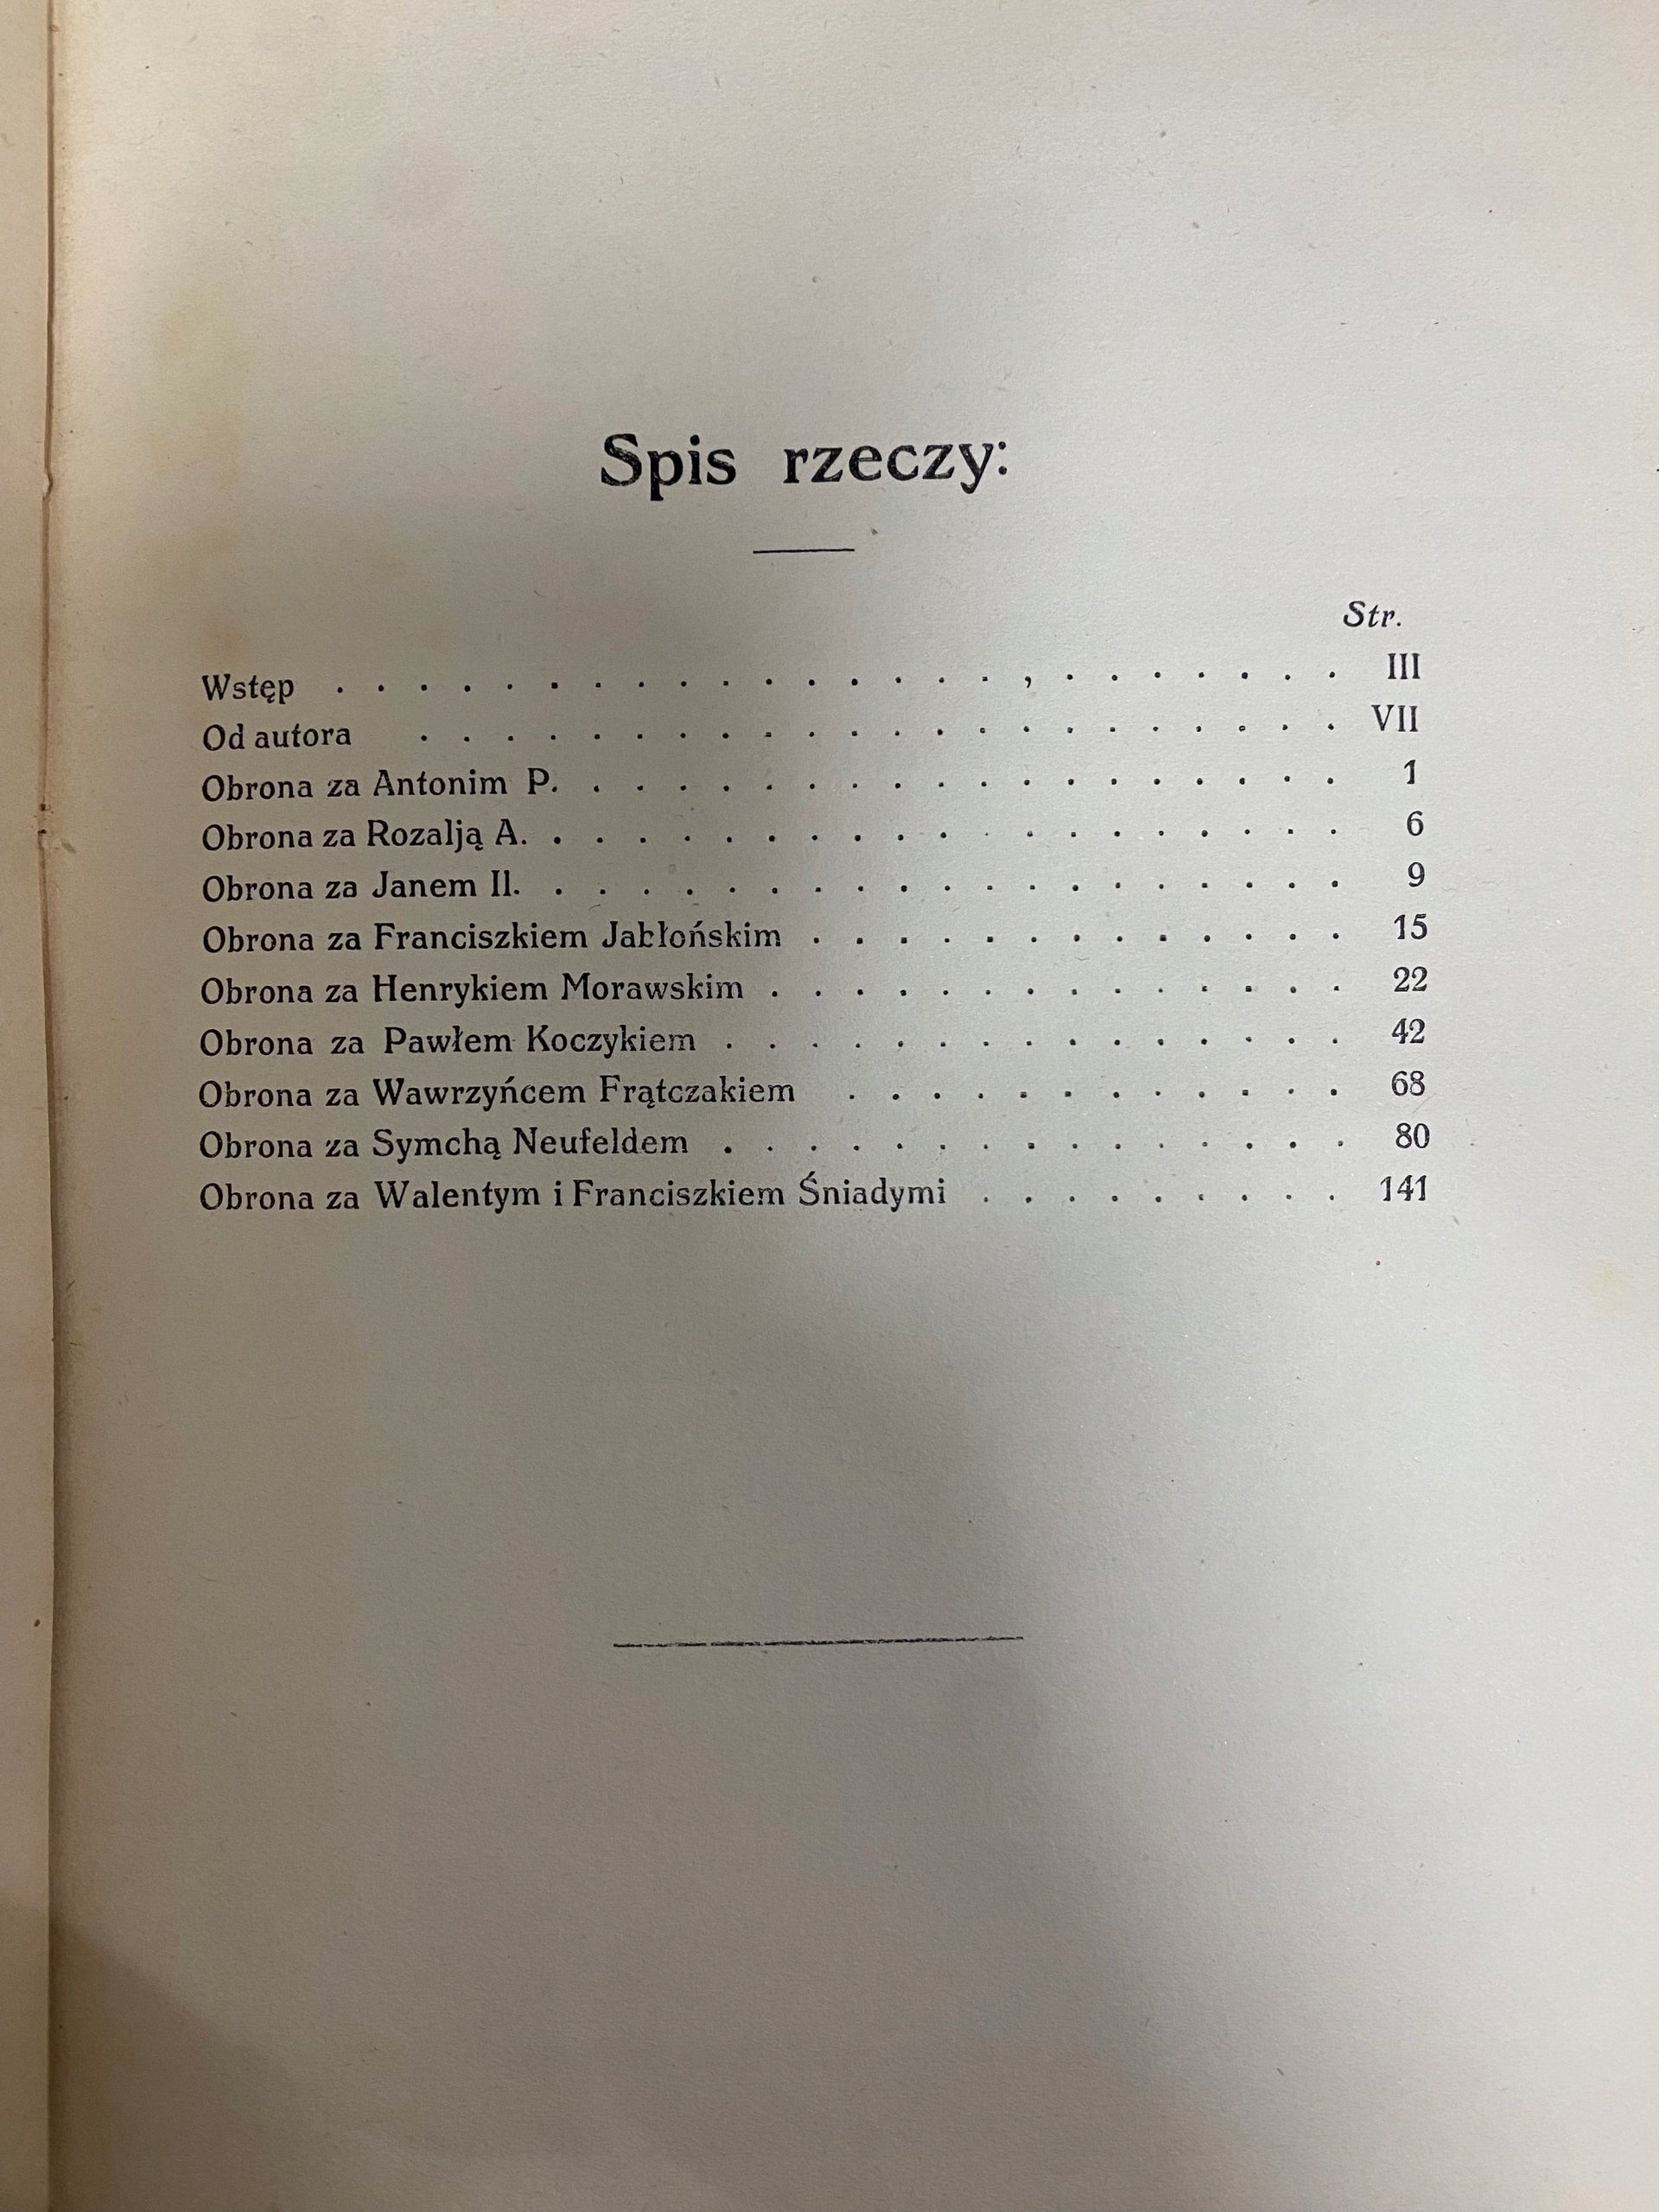 Spis rzeczy:
Str.
Wstęp . . . . . . . . . . . . . . . . , . . . . . . . III
Od autora . . . . . . . . . . . . . . . . . . . . . . VII
Obrona za Antonim P. . . . . . . . . . . . . . . . . . . 1
Obrona za Rozalją A. . . . . . . . . . . . . . . . . . . . 6
Obrona za Janem Il. . . . . . . . . . . . . . . . . . . . 9
Obrona za Franciszkiem Jabłońskim . . . . . . . . . . . . . 15
Obrona za Henrykiem Morawskim . . . . . . . . . . . . . . 22
Obrona za Pawłem Koczykiem . . . . . . . . . . . . . . . 42
Obrona za Wawrzyńcem Frątczakiem . . . . . . . . . . . . 68
Obrona za Symchą Neufeldem . . . . . . . . . . . . . . . 80
Obrona za Walentym i Franciszkiem Śniadymi . . . . . . . . . 141